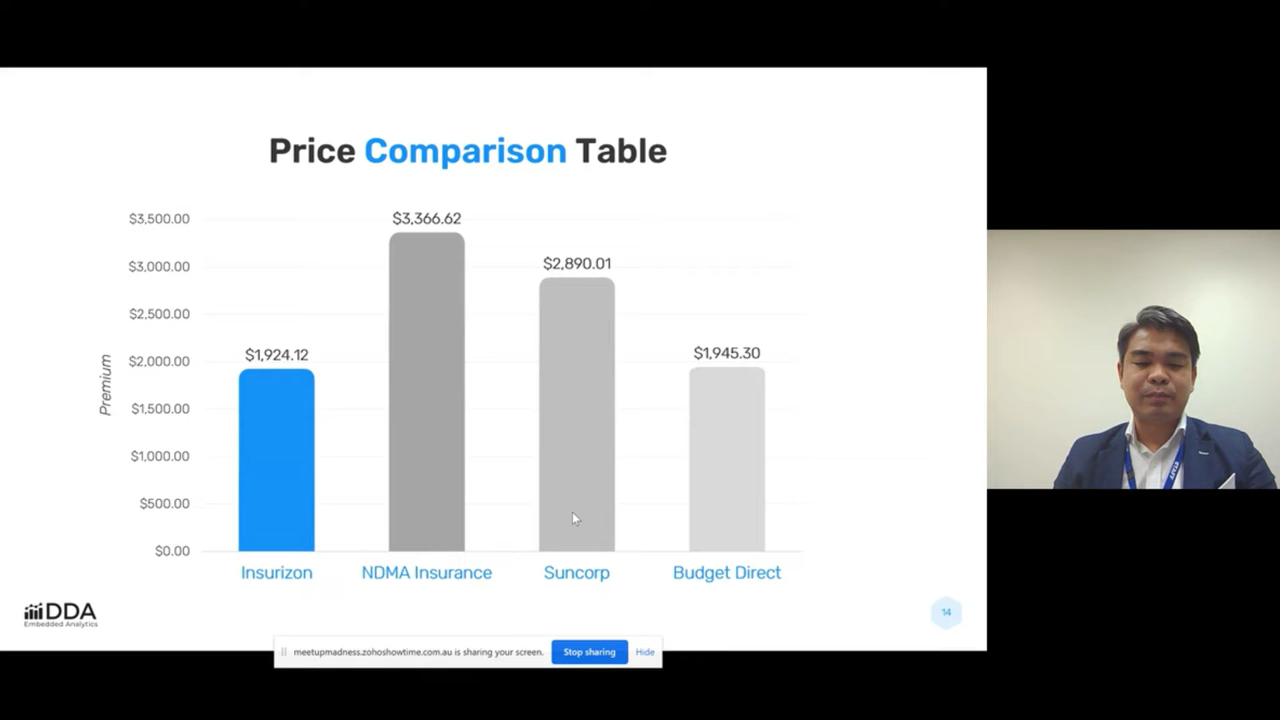 Price Comparison Table
$3,500.00
$3,000.00
$2,500.00
$2,000.00
$1,500.00
$1,000.00
$500.00
$0.00
Premium
$1,924.12
$3,366.62
$2,890.01
$1,945.30
Insurizon
NDMA Insurance
Suncorp
Budget Direct
DDA
Embedded Analytics
14
meetupmadness.zohoshowtime.com.au is sharing your screen.
Stop sharing
Hide